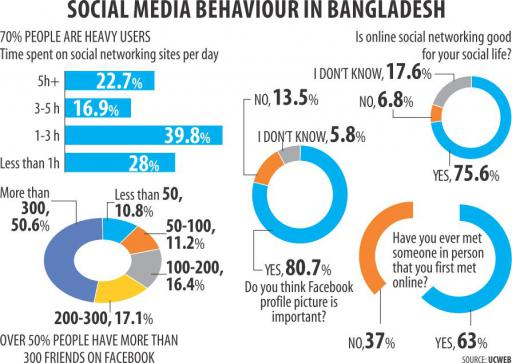 SOCIAL MEDIA BEHAVIOUR IN BANGLADESH
70% PEOPLE ARE HEAVY USERS
Time spent on social networking sites per day
5h+ 22.7%
3-5 h 16.9%
1-3 h 39.8%
Less than 1h 28%
More than
300,
50.6%
Less than 50,
10.8%
50-100,
11.2%
100-200,
16.4%
200-300, 17.1%
OVER 50% PEOPLE HAVE MORE THAN
300 FRIENDS ON FACEBOOK
Is online social networking good
for your social life?
I DON'T KNOW, 17.6%
NO, 6.8%
YES, 75.6%
NO, 13.5%
I DON'T KNOW, 5.8%
YES, 80.7%
Do you think Facebook
profile picture is
important?
Have you ever met
someone in person
that you first met
online?
NO, 37%
YES, 63%
SOURCE: UCWEB